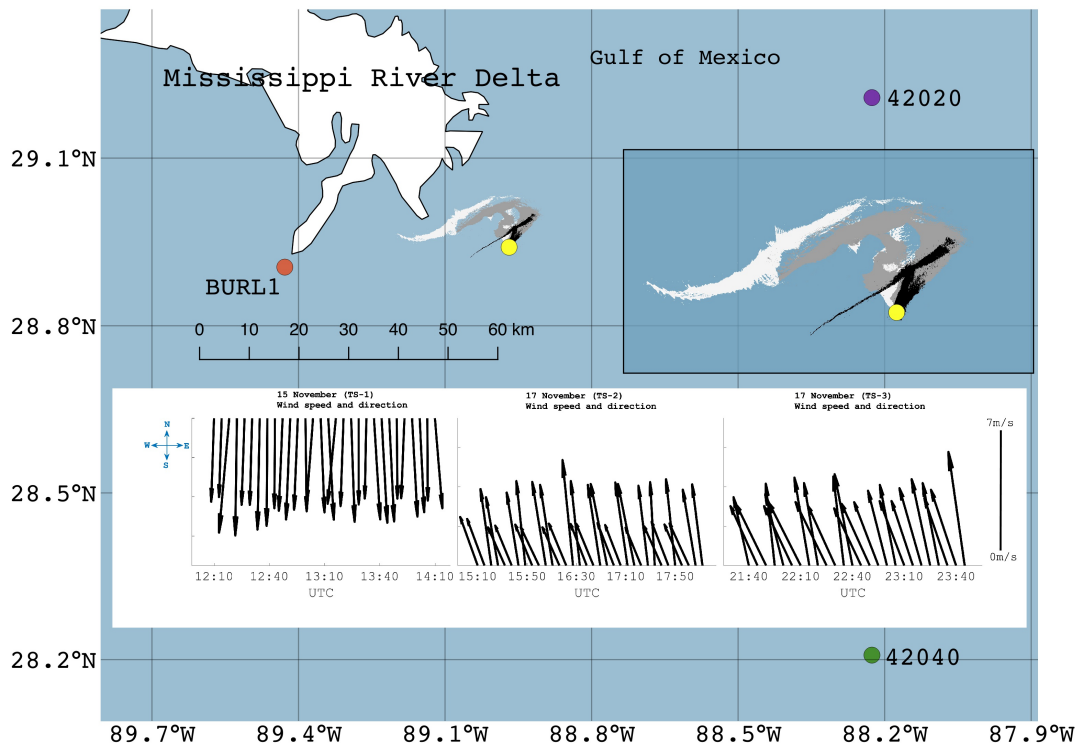 Gulf of Mexico
Mississippi River Delta
42020
29.1°N
BURL1
28.8°N
0 10 20 30 40 50 60 km
15 November (TS-1)
Wind speed and direction
17 November (TS-2)
Wind speed and direction
17 November (TS-3)
Wind speed and direction
N
W E
S
7m/s
0m/s
28.5°N
12:10 12:40 13:10 13:40 14:10
UTC
15:10 15:50 16:30 17:10 17:50
UTC
21:40 22:10 22:40 23:10 23:40
UTC
28.2°N
42040
89.7°W 89.4°W 89.1°W 88.8°W 88.5°W 88.2°W 87.9°W